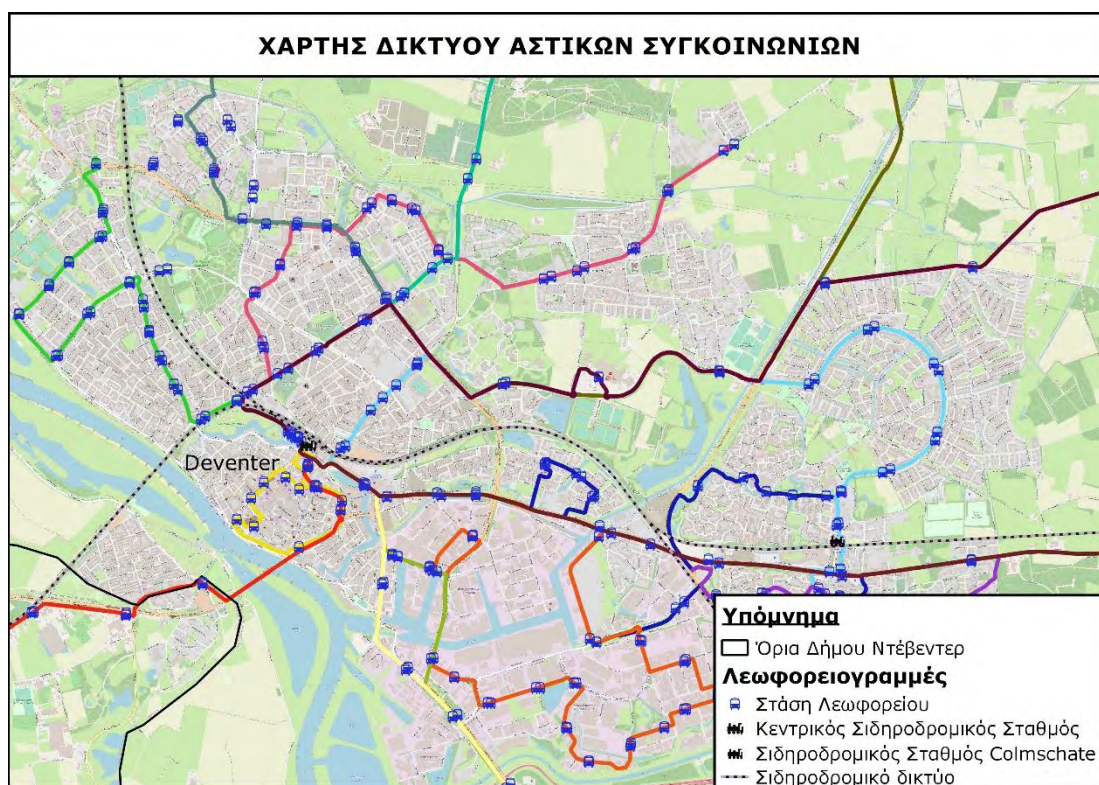 ΧΑΡΤΗΣ ΔΙΚΤΥΟΥ ΑΣΤΙΚΩΝ ΣΥΓΚΟΙΝΩΝΙΩΝ
Deventer
Υπόμνημα
Όρια Δήμου Ντέβεντερ
Λεωφορειογραμμές
Στάση Λεωφορείου
Κεντρικός Σιδηροδρομικός Σταθμός
Σιδηροδρομικός Σταθμός Colmschate
Σιδηροδρομικό δικτύο